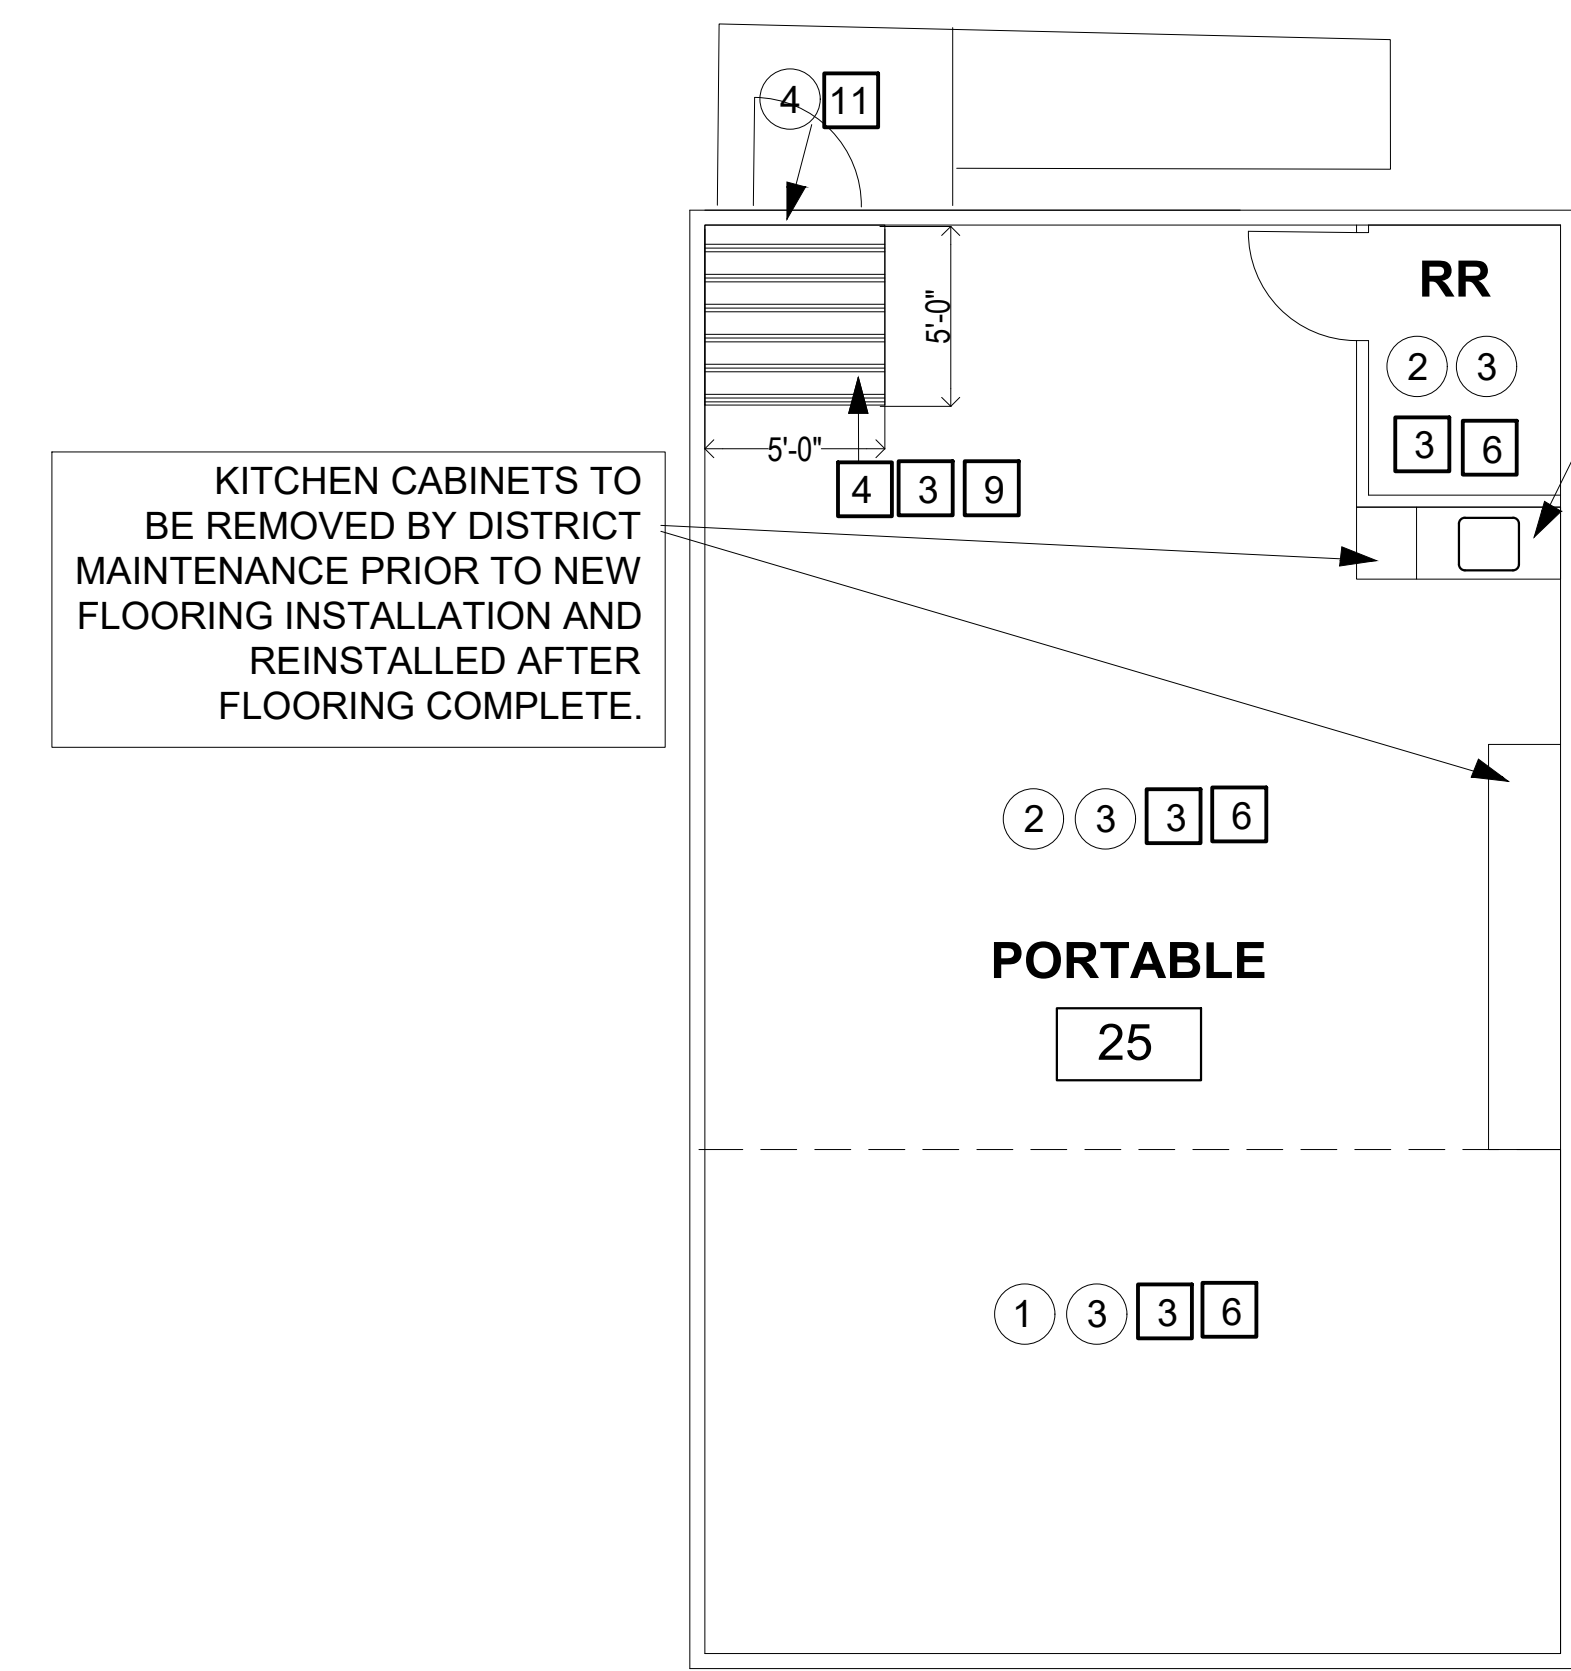 4 11
RR
5'-0"
2 3
3 6
5'-0"
4 3 9
KITCHEN CABINETS TO
BE REMOVED BY DISTRICT
MAINTENANCE PRIOR TO NEW
FLOORING INSTALLATION AND
REINSTALLED AFTER
FLOORING COMPLETE.
2 3 3 6
PORTABLE
25
1 3 3 6